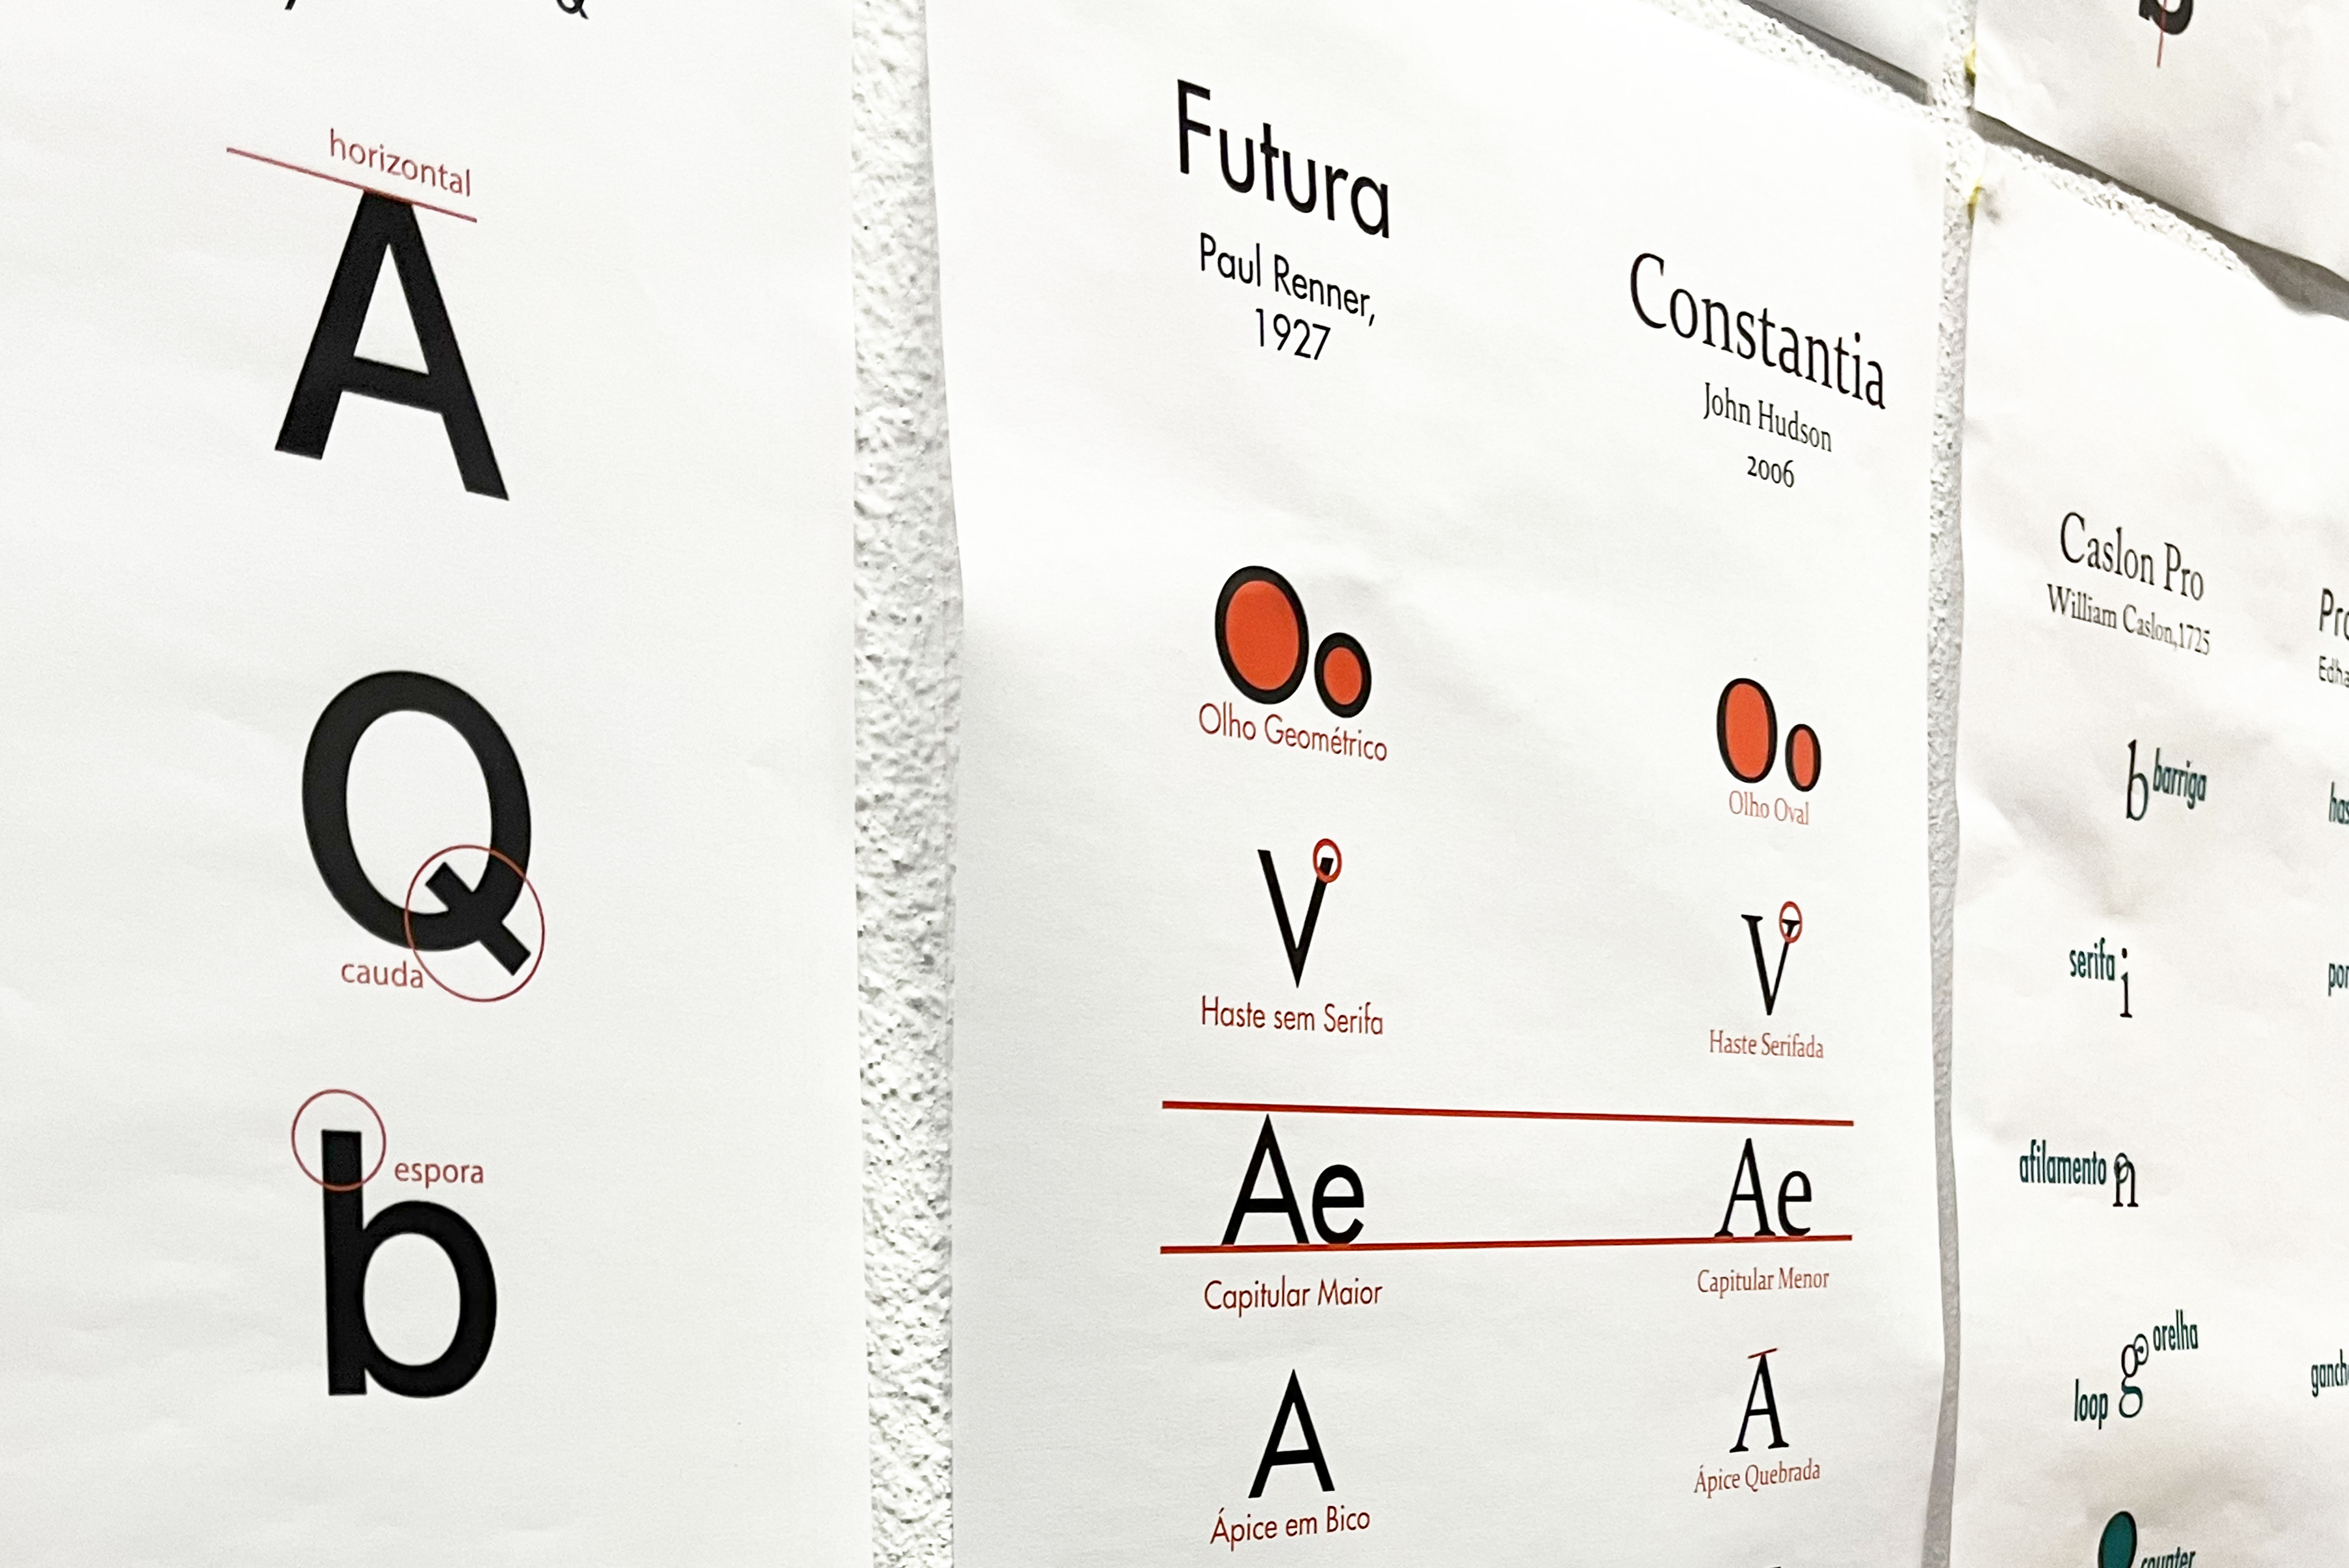 horizontal
A
Q
cauda
espora
b
Futura
Paul Renner,
1927
Oo
Olho Geométrico
V
Haste sem Serifa
Ae
Capitular Maior
A
Ápice em Bico
Constantia
John Hudson
2006
Oo
Olho Oval
V
Haste Serifada
Ae
Capitular Menor
A
Ápice Quebrada
Caslon Pro
William Caslon,1725
b barriga
serifa i
afilamento n
orelha
g
loop
counter